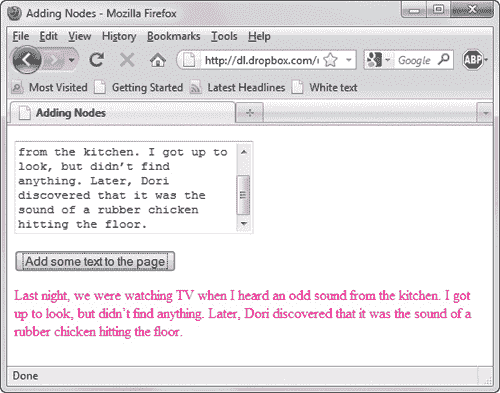 Adding Nodes - Mozilla Firefox
File Edit View History Bookmarks Tools Help
http://dl.dropbox.com/ Google ABP
Most Visited Getting Started Latest Headlines White text
Adding Nodes
from the kitchen. I got up to
look, but didn’t find
anything. Later, Dori
discovered that it was the
sound of a rubber chicken
hitting the floor.
Add some text to the page
Last night, we were watching TV when I heard an odd sound from the kitchen. I got
up to look, but didn’t find anything. Later, Dori discovered that it was the sound of a
rubber chicken hitting the floor.
Done